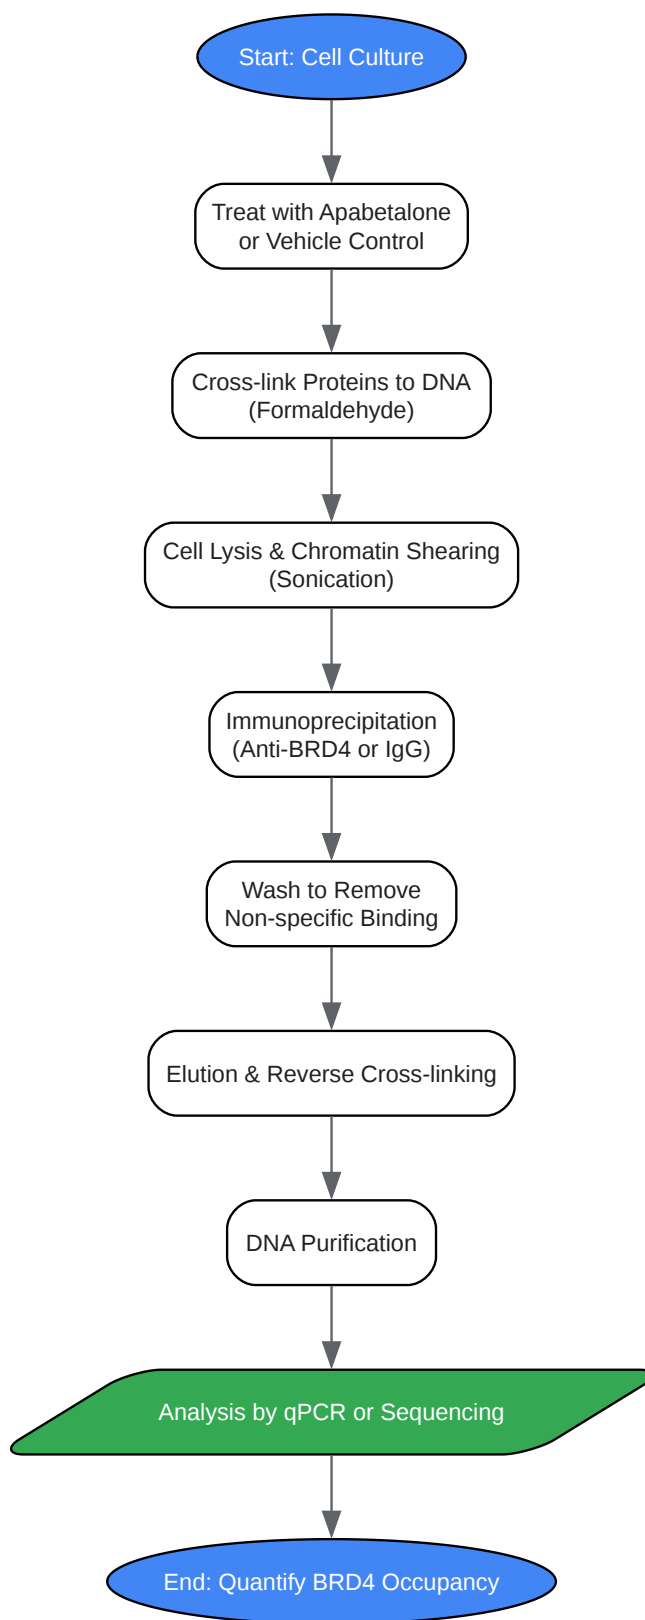 Start: Cell Culture
Treat with Apabetalone
or Vehicle Control
Cross-link Proteins to DNA
(Formaldehyde)
Cell Lysis & Chromatin Shearing
(Sonication)
Immunoprecipitation
(Anti-BRD4 or IgG)
Wash to Remove
Non-specific Binding
Elution & Reverse Cross-linking
DNA Purification
Analysis by qPCR or Sequencing
End: Quantify BRD4 Occupancy